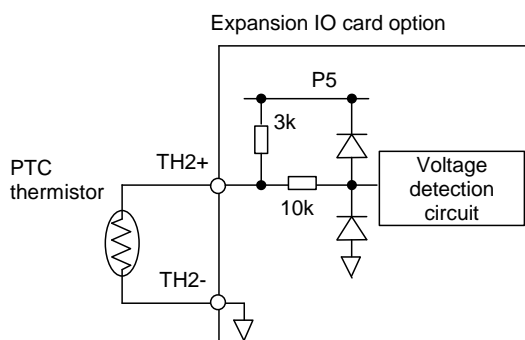 Expansion IO card option
P5
3k
PTC
thermistor
TH2+
10k
Voltage
detection
circuit
TH2-